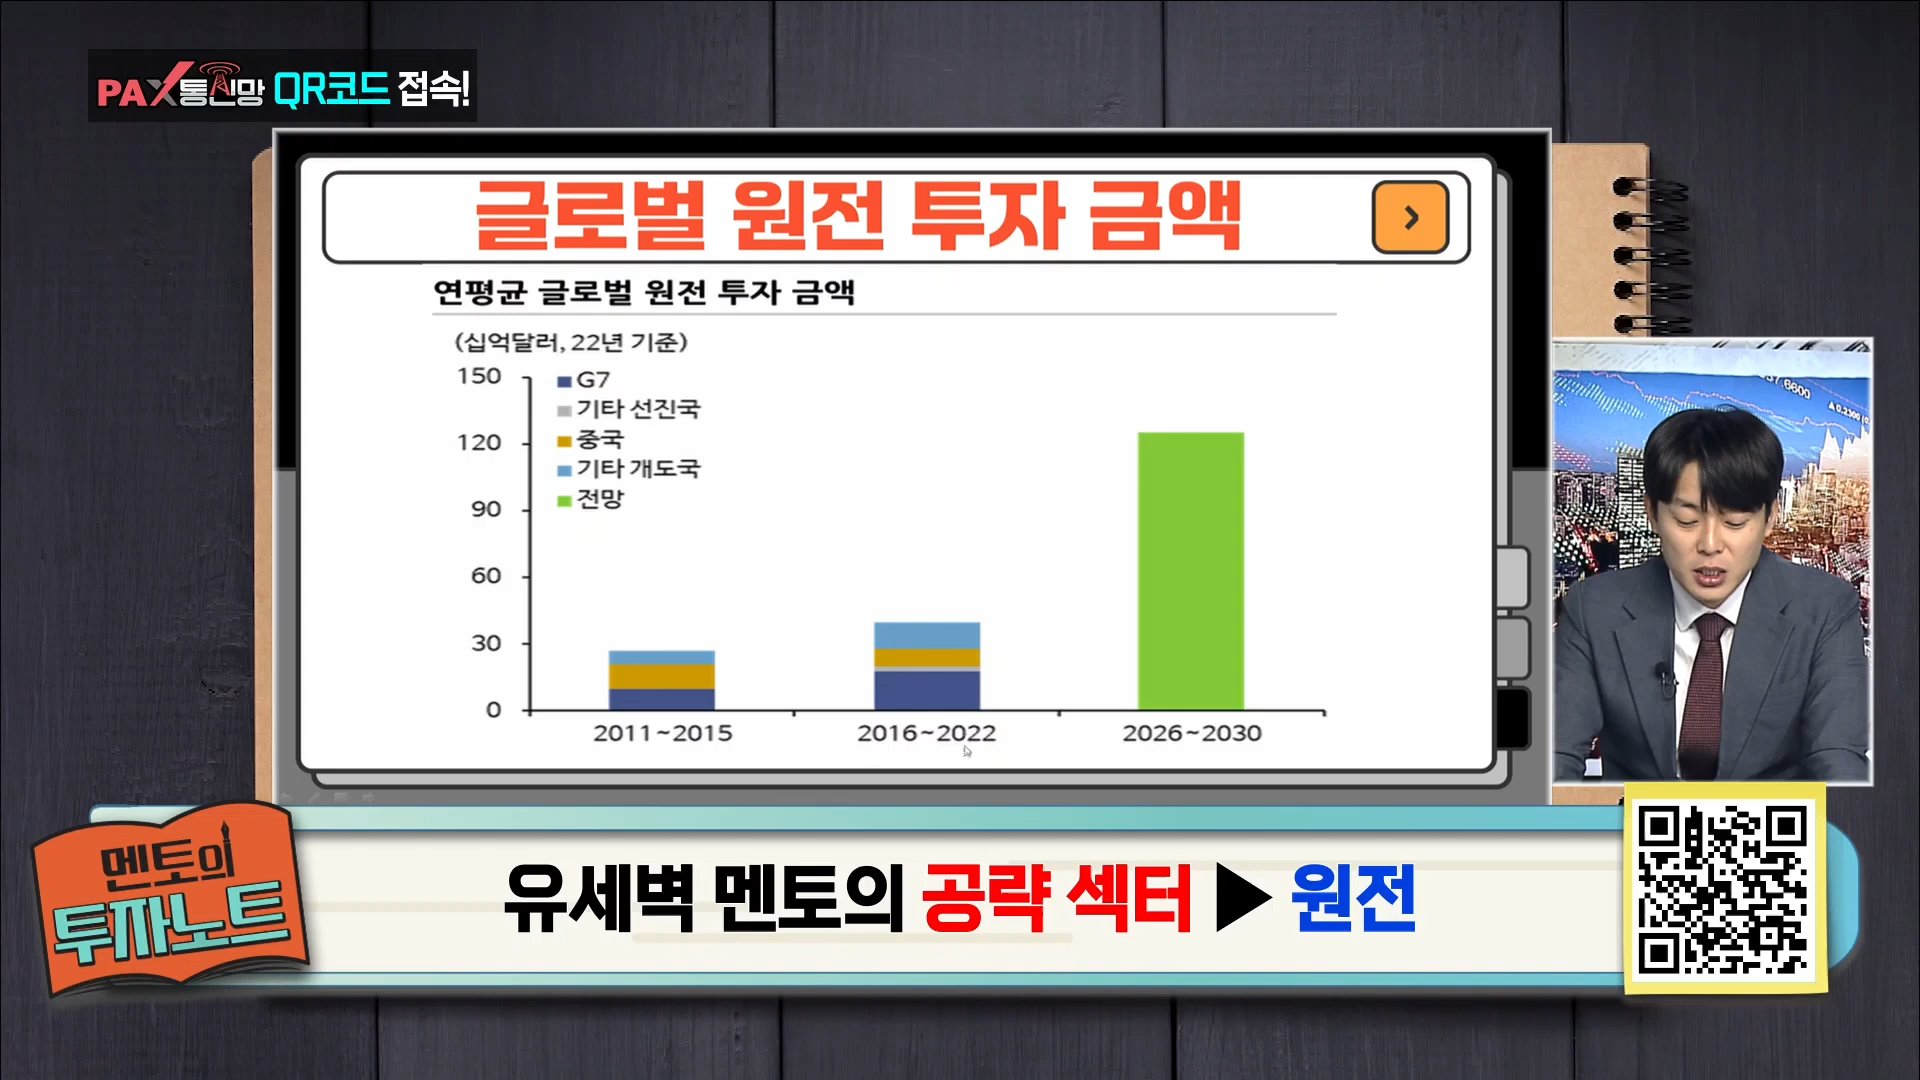 PAX통신망 QR코드 접속!
글로벌 원전 투자 금액
연평균 글로벌 원전 투자 금액
(십억달러, 22년 기준)
150
120
90
60
30
0
G7
기타 선진국
중국
기타 개도국
전망
2011~2015
2016~2022
2026~2030
37.6600
▲0.2300
멘토의
투자노트
유세벽 멘토의 공략 섹터 ▶ 원전